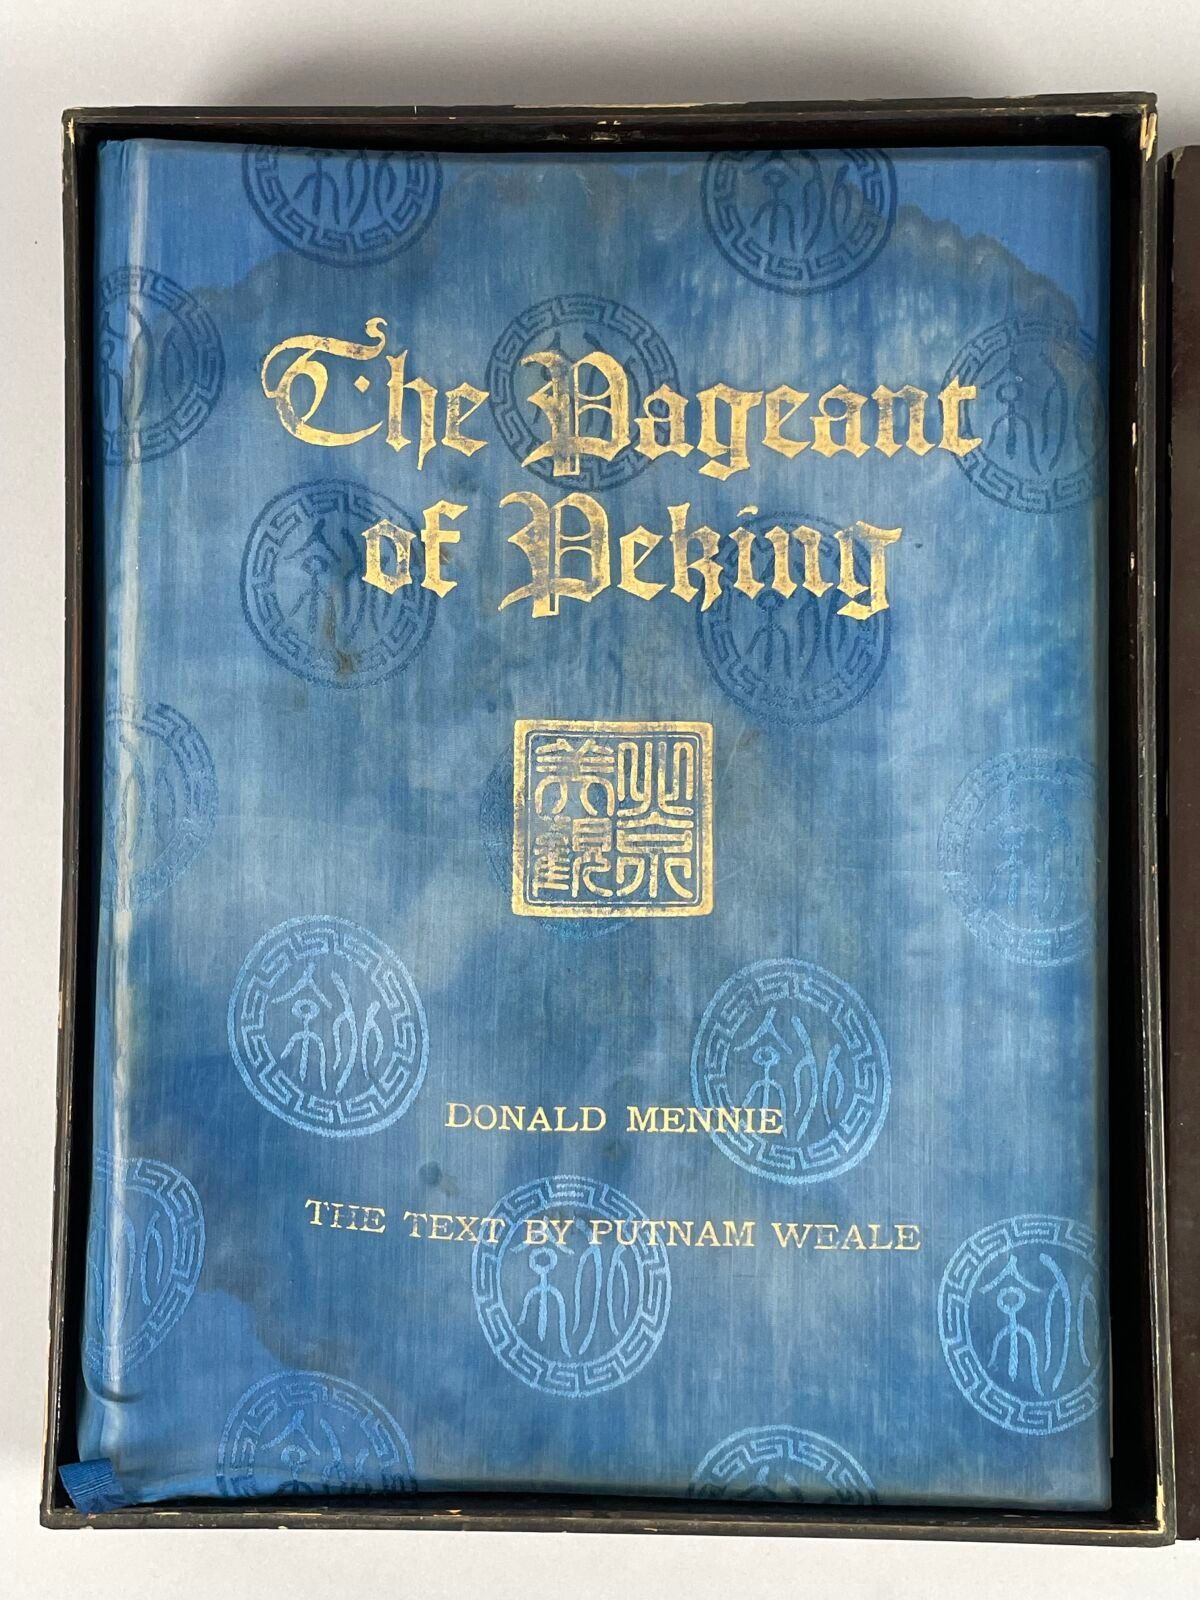 The Pageant
of Peking
北京
美觀
DONALD MENNIE
THE TEXT BY PUTNAM WEALE